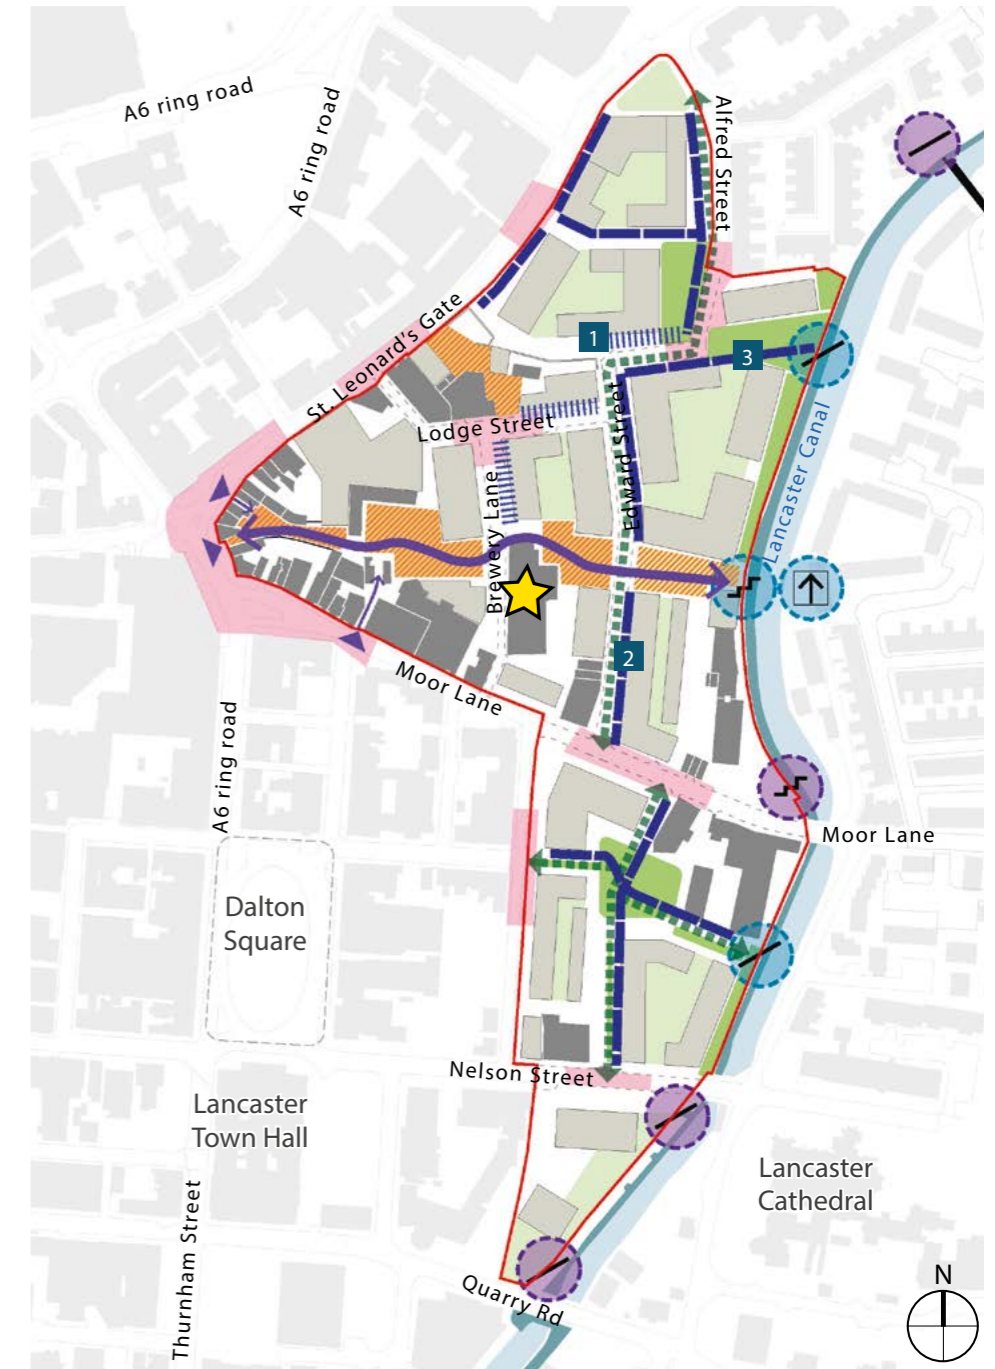 A6 ring road
A6 ring road
Alfred Street
St. Leonard's Gate
1
3
Lodge Street
Edward Street
Lancaster Canal
Brewery Lane
2
Moor Lane
A6 ring road
Moor Lane
Dalton
Square
Nelson Street
Lancaster
Town Hall
Lancaster
Cathedral
Thurnham Street
Quarry Rd
N